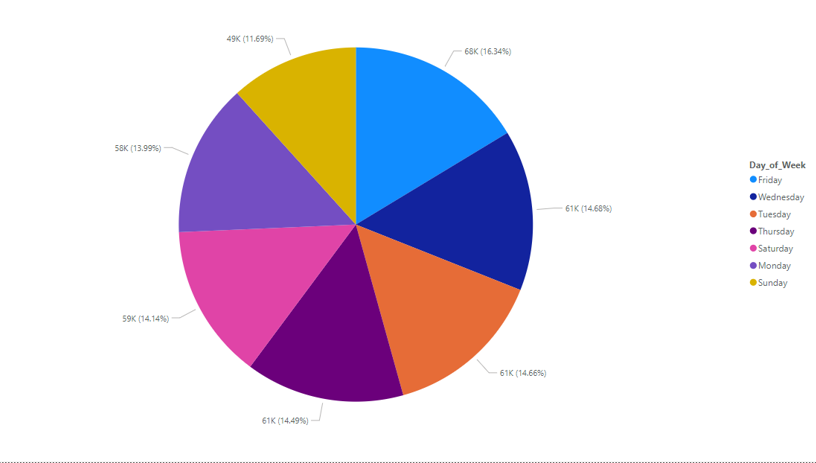 49K (11.69%)
68K (16.34%)
58K (13.99%)
61K (14.68%)
59K (14.14%)
61K (14.66%)
61K (14.49%)
Day_of_Week
Friday
Wednesday
Tuesday
Thursday
Saturday
Monday
Sunday